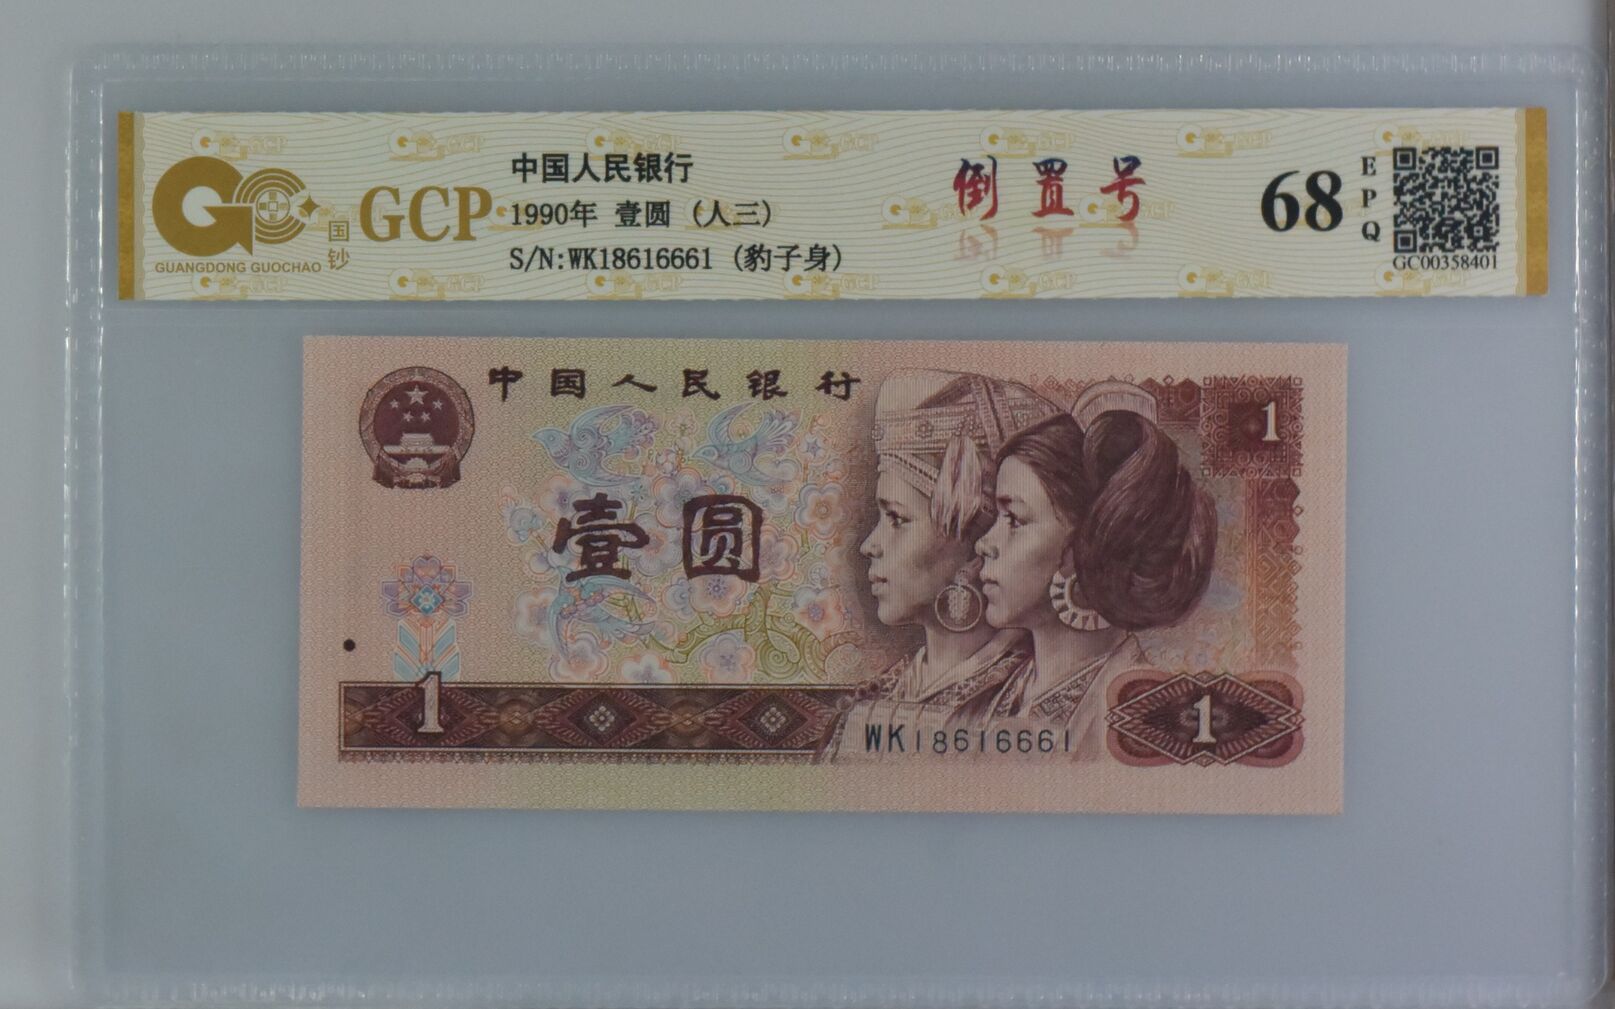 GC 国钞
GUANGDONG GUOCHAO
GCP
中国人民银行
1990年 壹圆 (人三)
S/N:WK18616661 (豹子身)
倒置号
68
EPQ
GC00358401
中国人民银行
1
壹圆
1
WK18616661
1